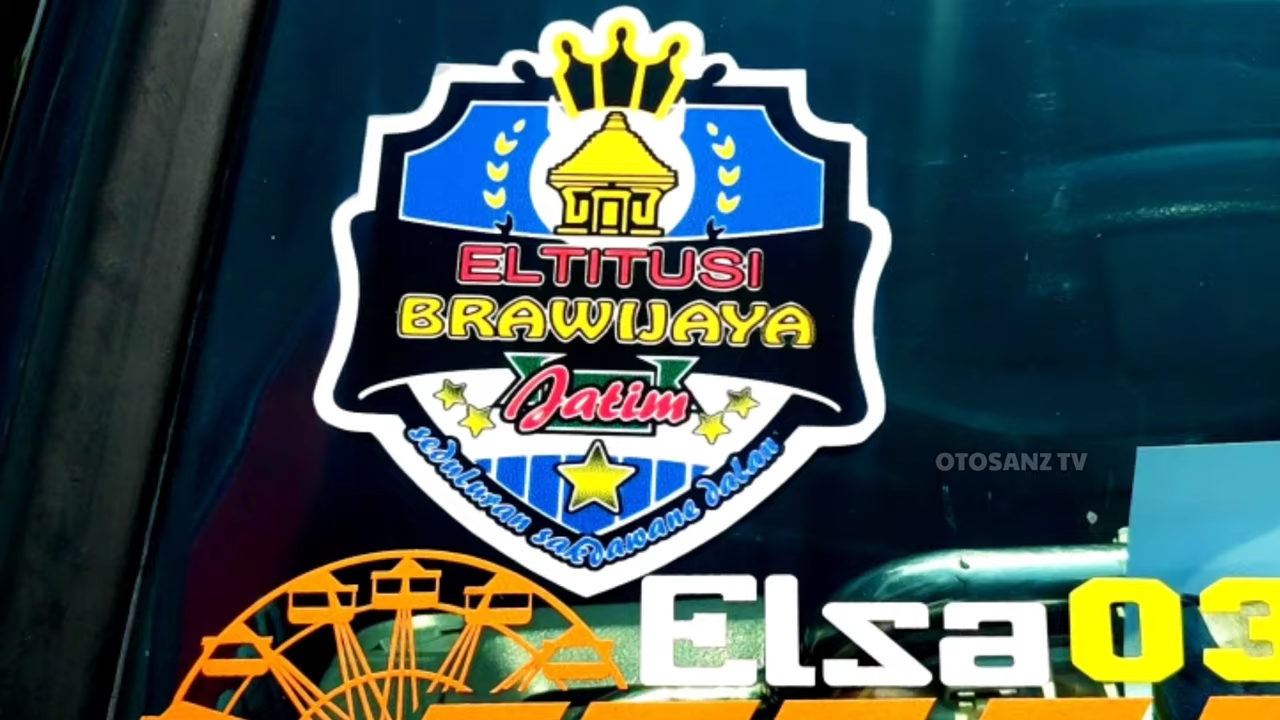 ELTITUSI
BRAWIJAYA
Jatim
seduluran sakdawane dalan
OTOSANZ TV
Elsa03